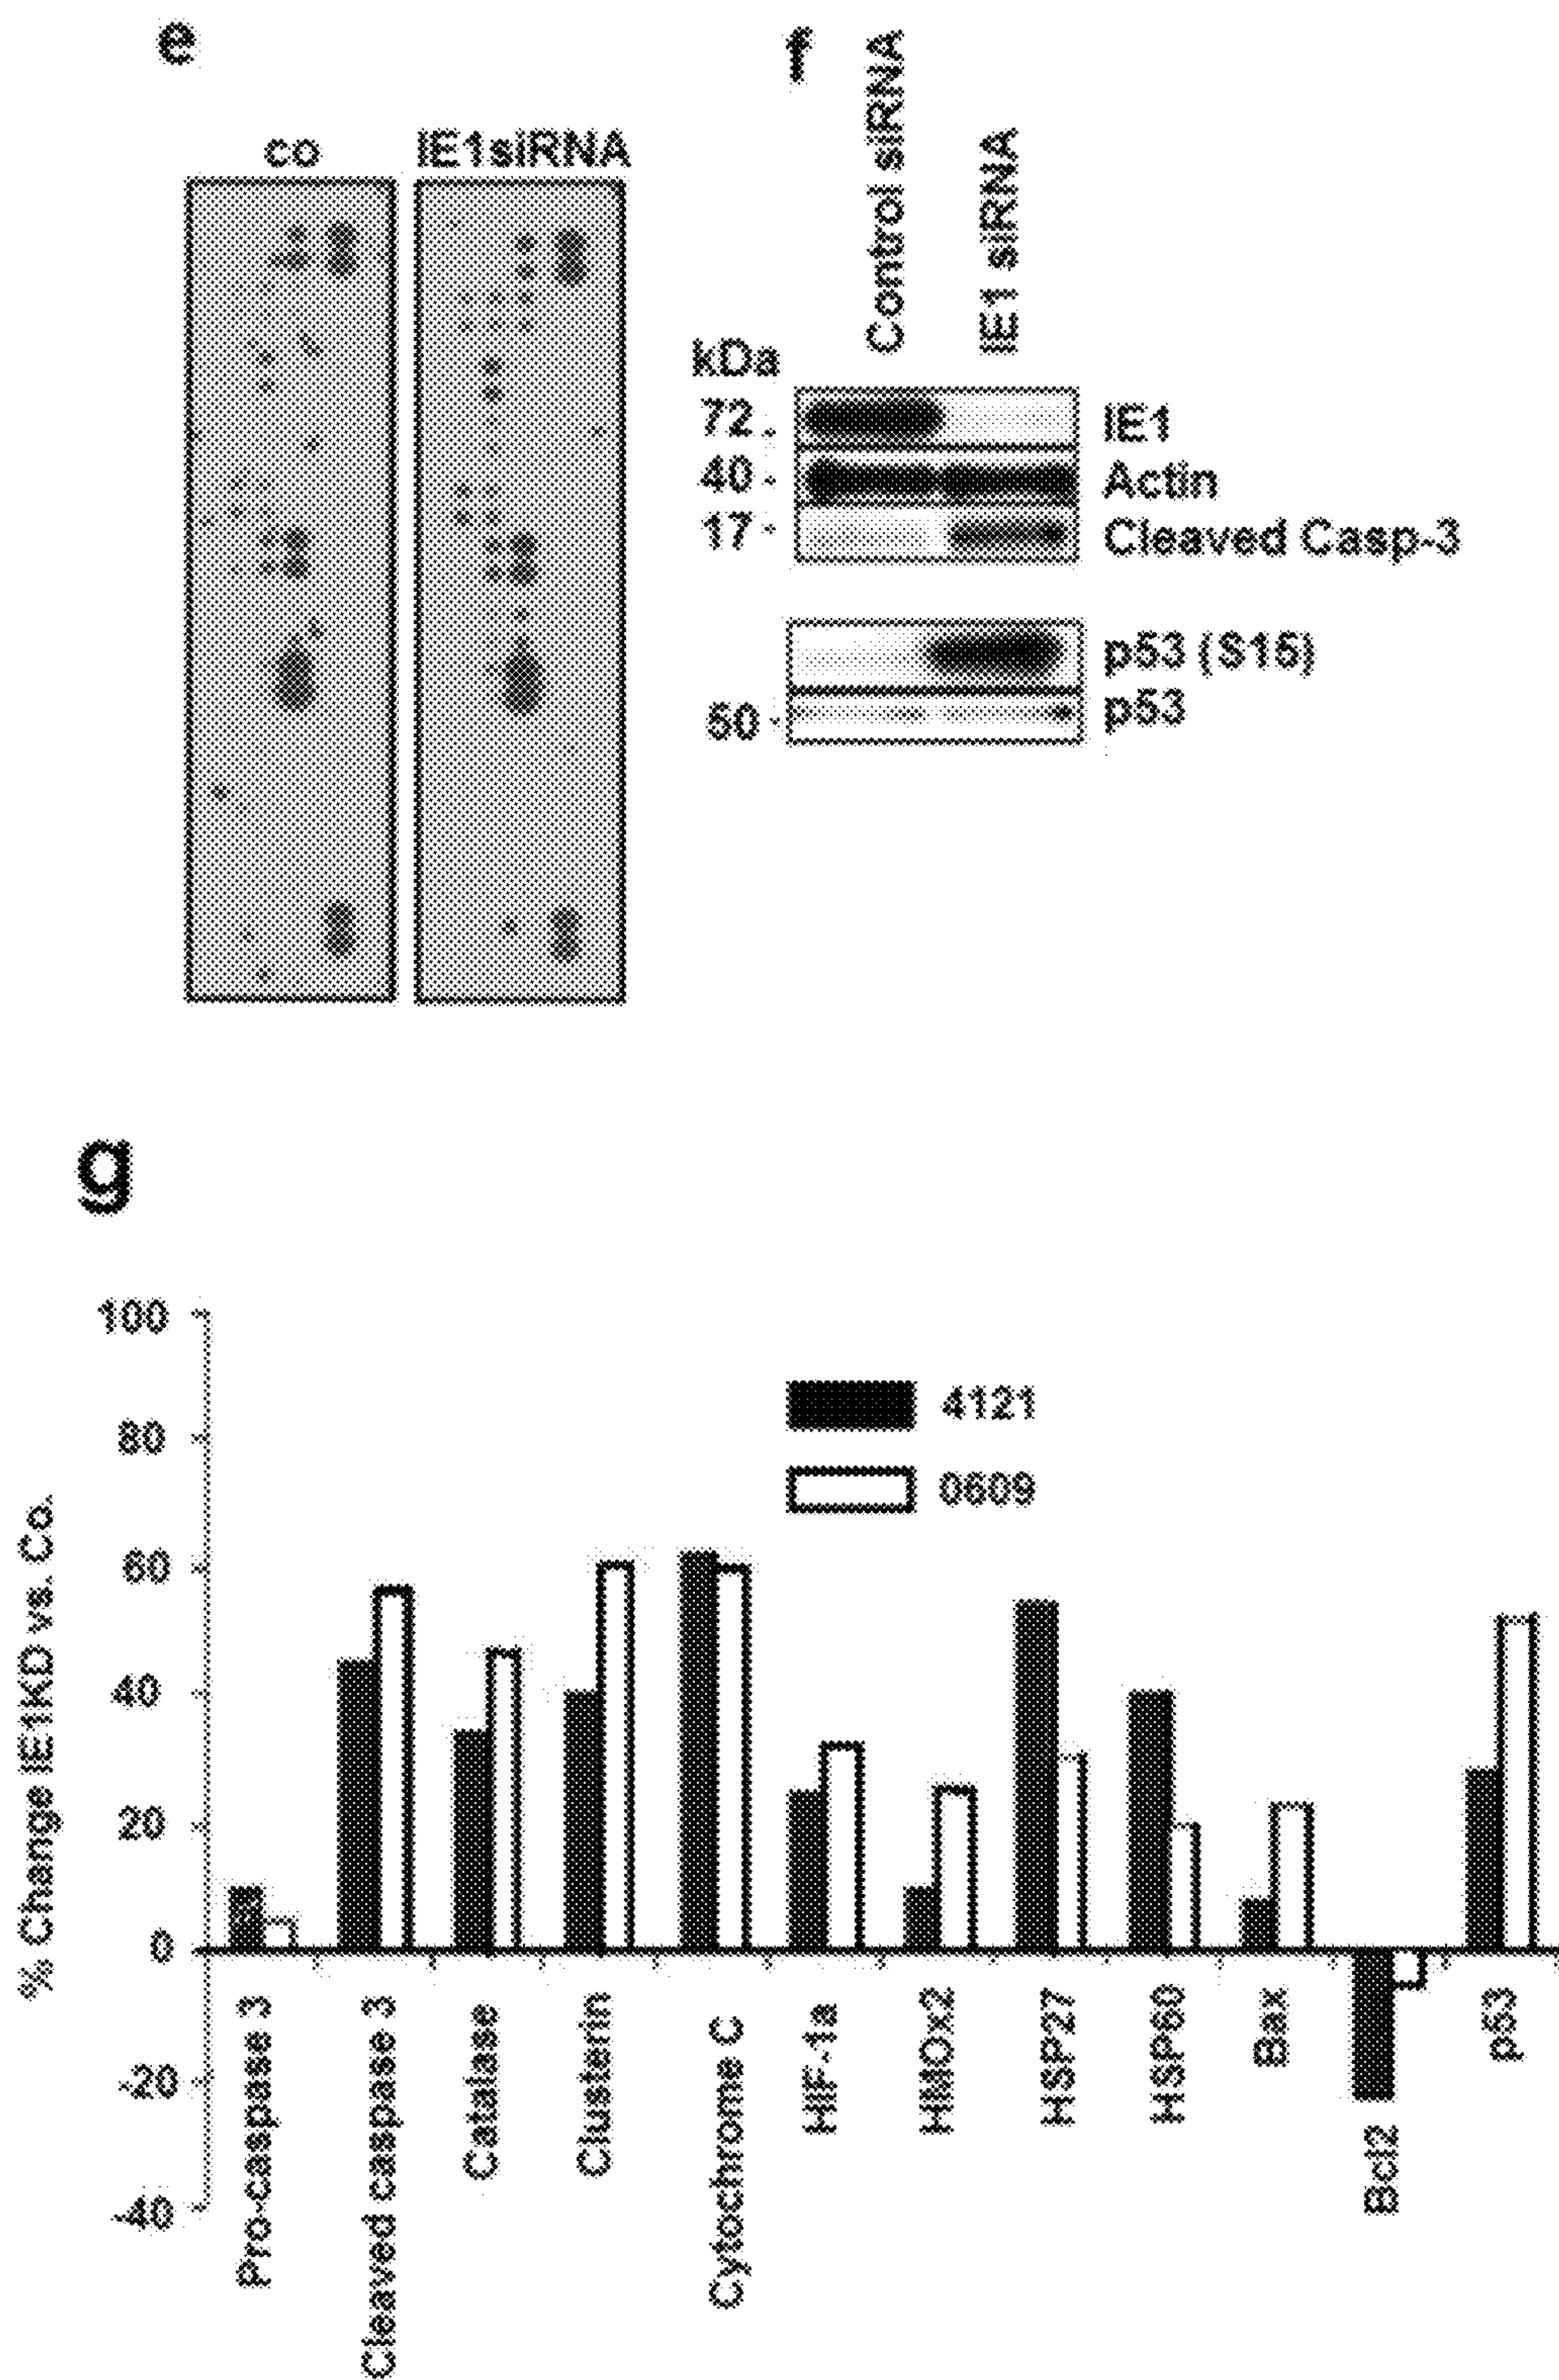 e
co
IE1siRNA
f
Control siRNA
IE1 siRNA
kDa
72
IE1
40
Actin
17
Cleaved Casp-3
p53 (S15)
50
p53
g
4121
0609
% Change IE1KD vs. Co.
100
80
60
40
20
0
-20
-40
Pro-caspase 3
Cleaved caspase 3
Catalase
Clusterin
Cytochrome C
HIF-1a
HMOx2
HSP27
HSP60
Bax
Bcl2
p53